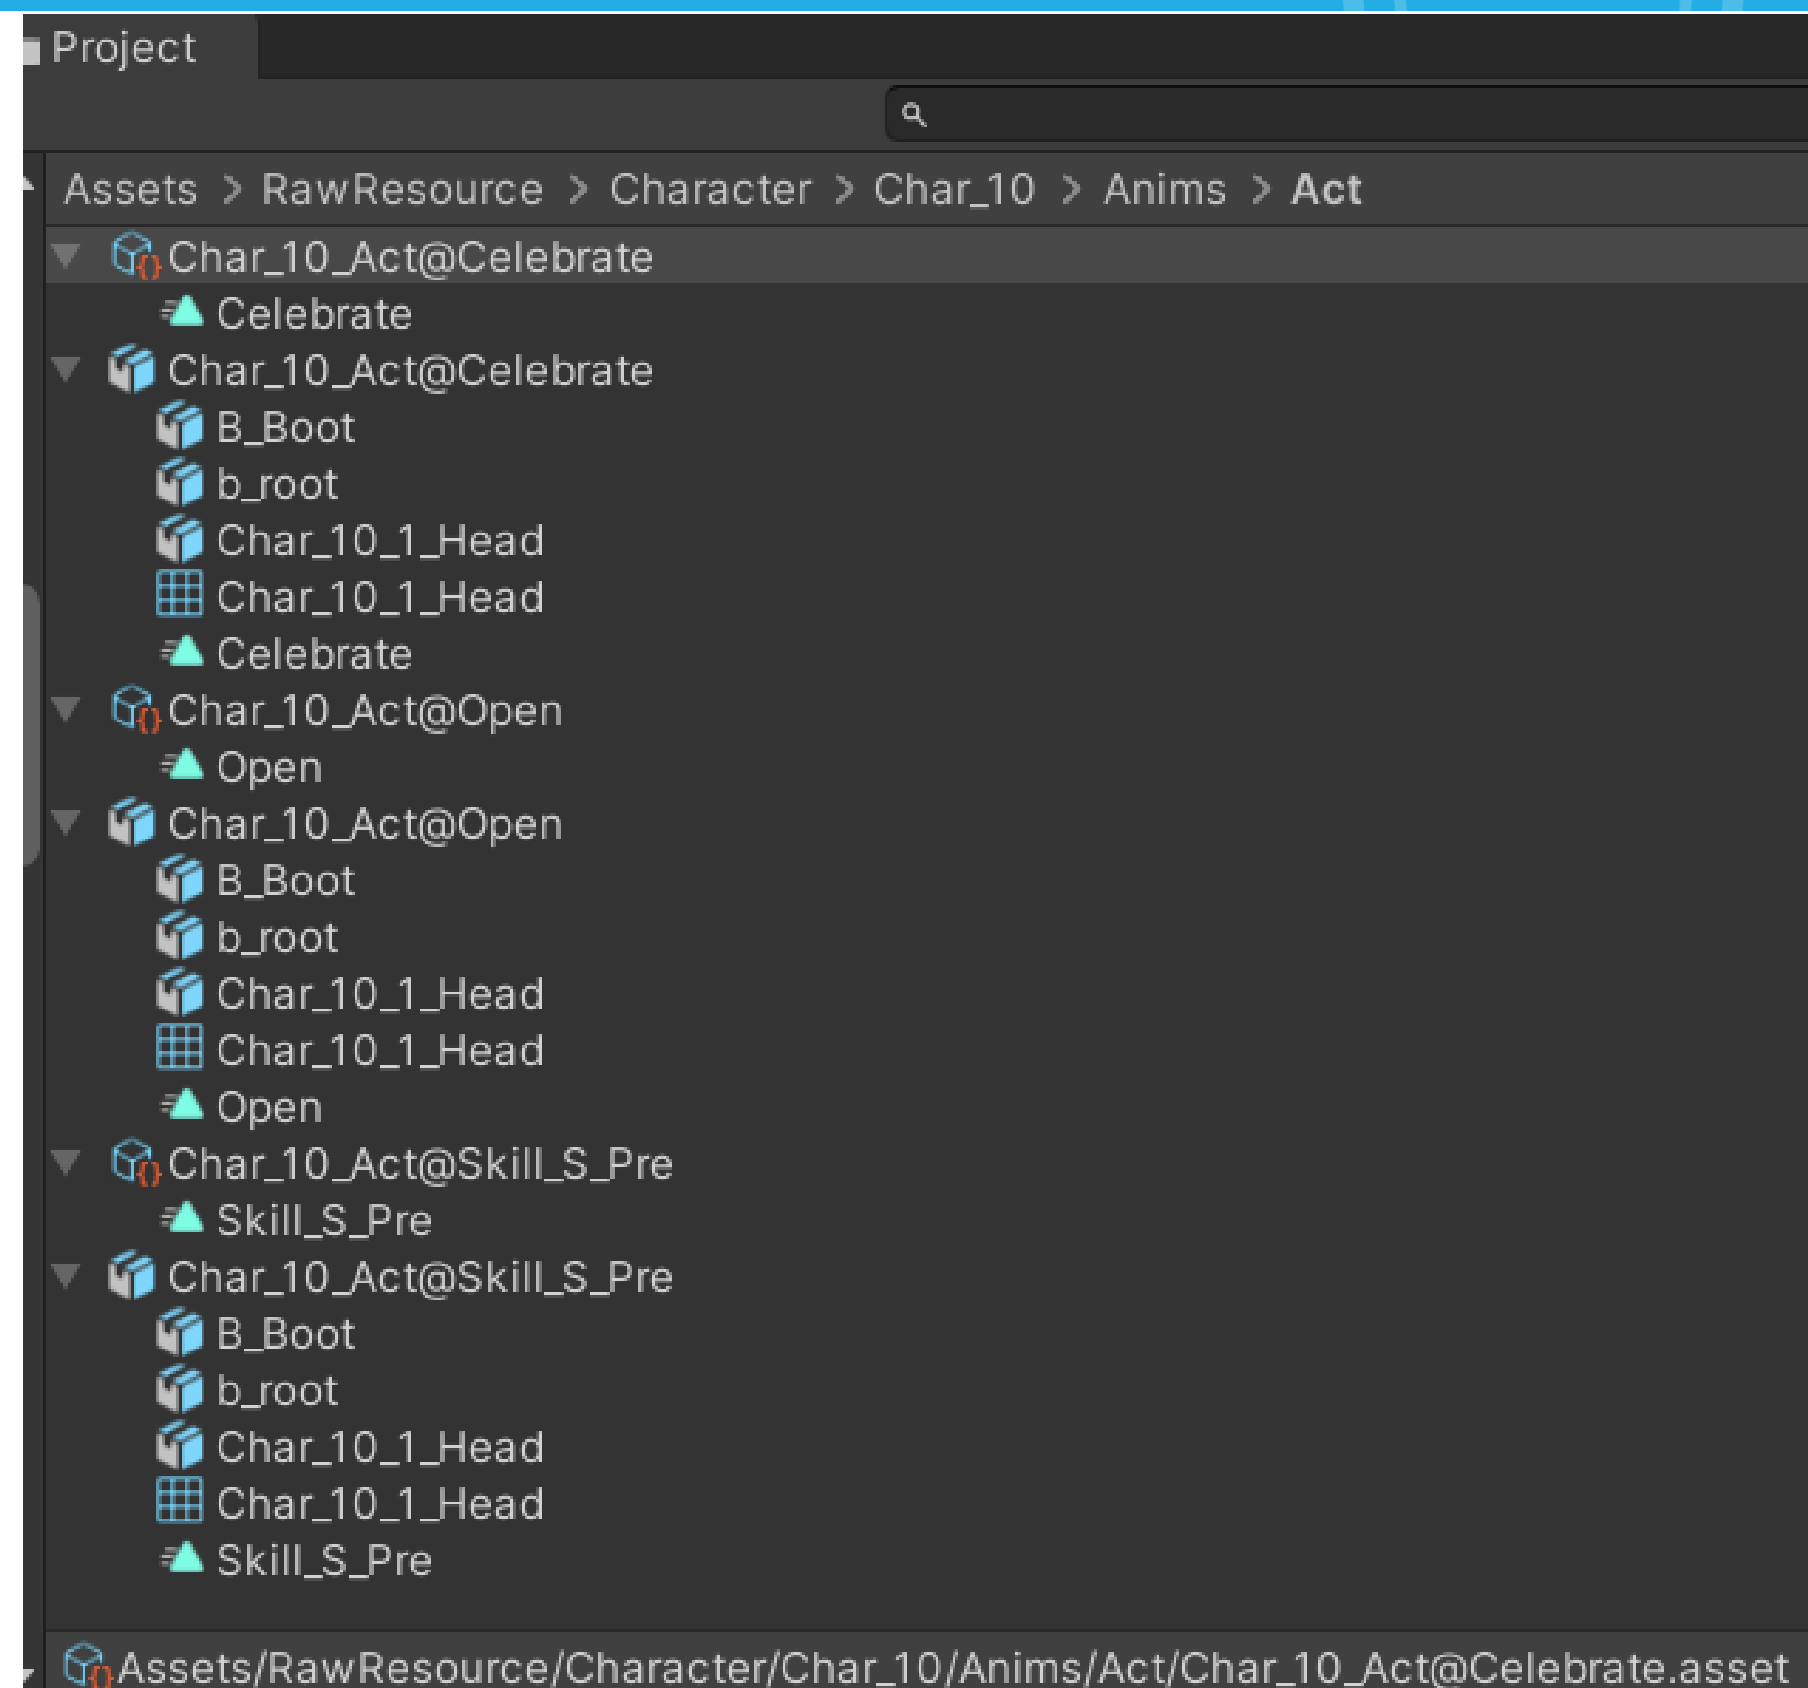 Project
Assets > RawResource > Character > Char_10 > Anims > Act
Char_10_Act@Celebrate
Celebrate
Char_10_Act@Celebrate
B_Boot
b_root
Char_10_1_Head
Char_10_1_Head
Celebrate
Char_10_Act@Open
Open
Char_10_Act@Open
B_Boot
b_root
Char_10_1_Head
Char_10_1_Head
Open
Char_10_Act@Skill_S_Pre
Skill_S_Pre
Char_10_Act@Skill_S_Pre
B_Boot
b_root
Char_10_1_Head
Char_10_1_Head
Skill_S_Pre
Assets/RawResource/Character/Char_10/Anims/Act/Char_10_Act@Celebrate.asset